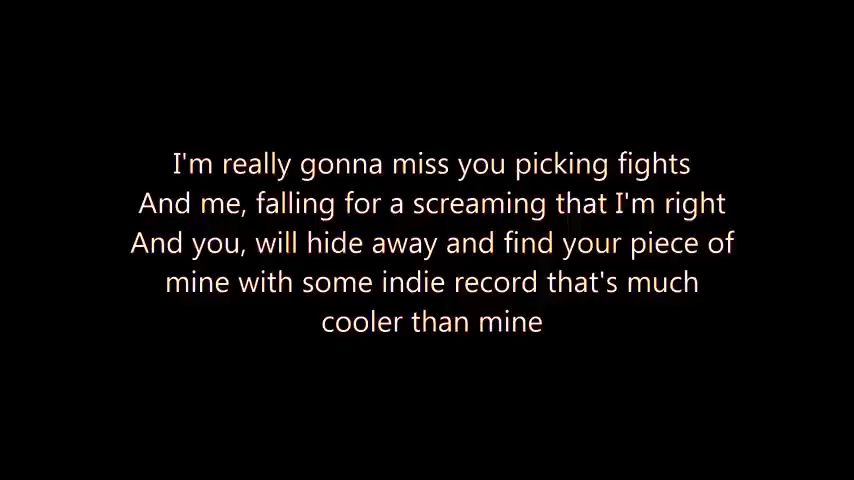 I'm really gonna miss you picking fights
And me, falling for a screaming that I'm right
And you, will hide away and find your piece of
mine with some indie record that's much
cooler than mine